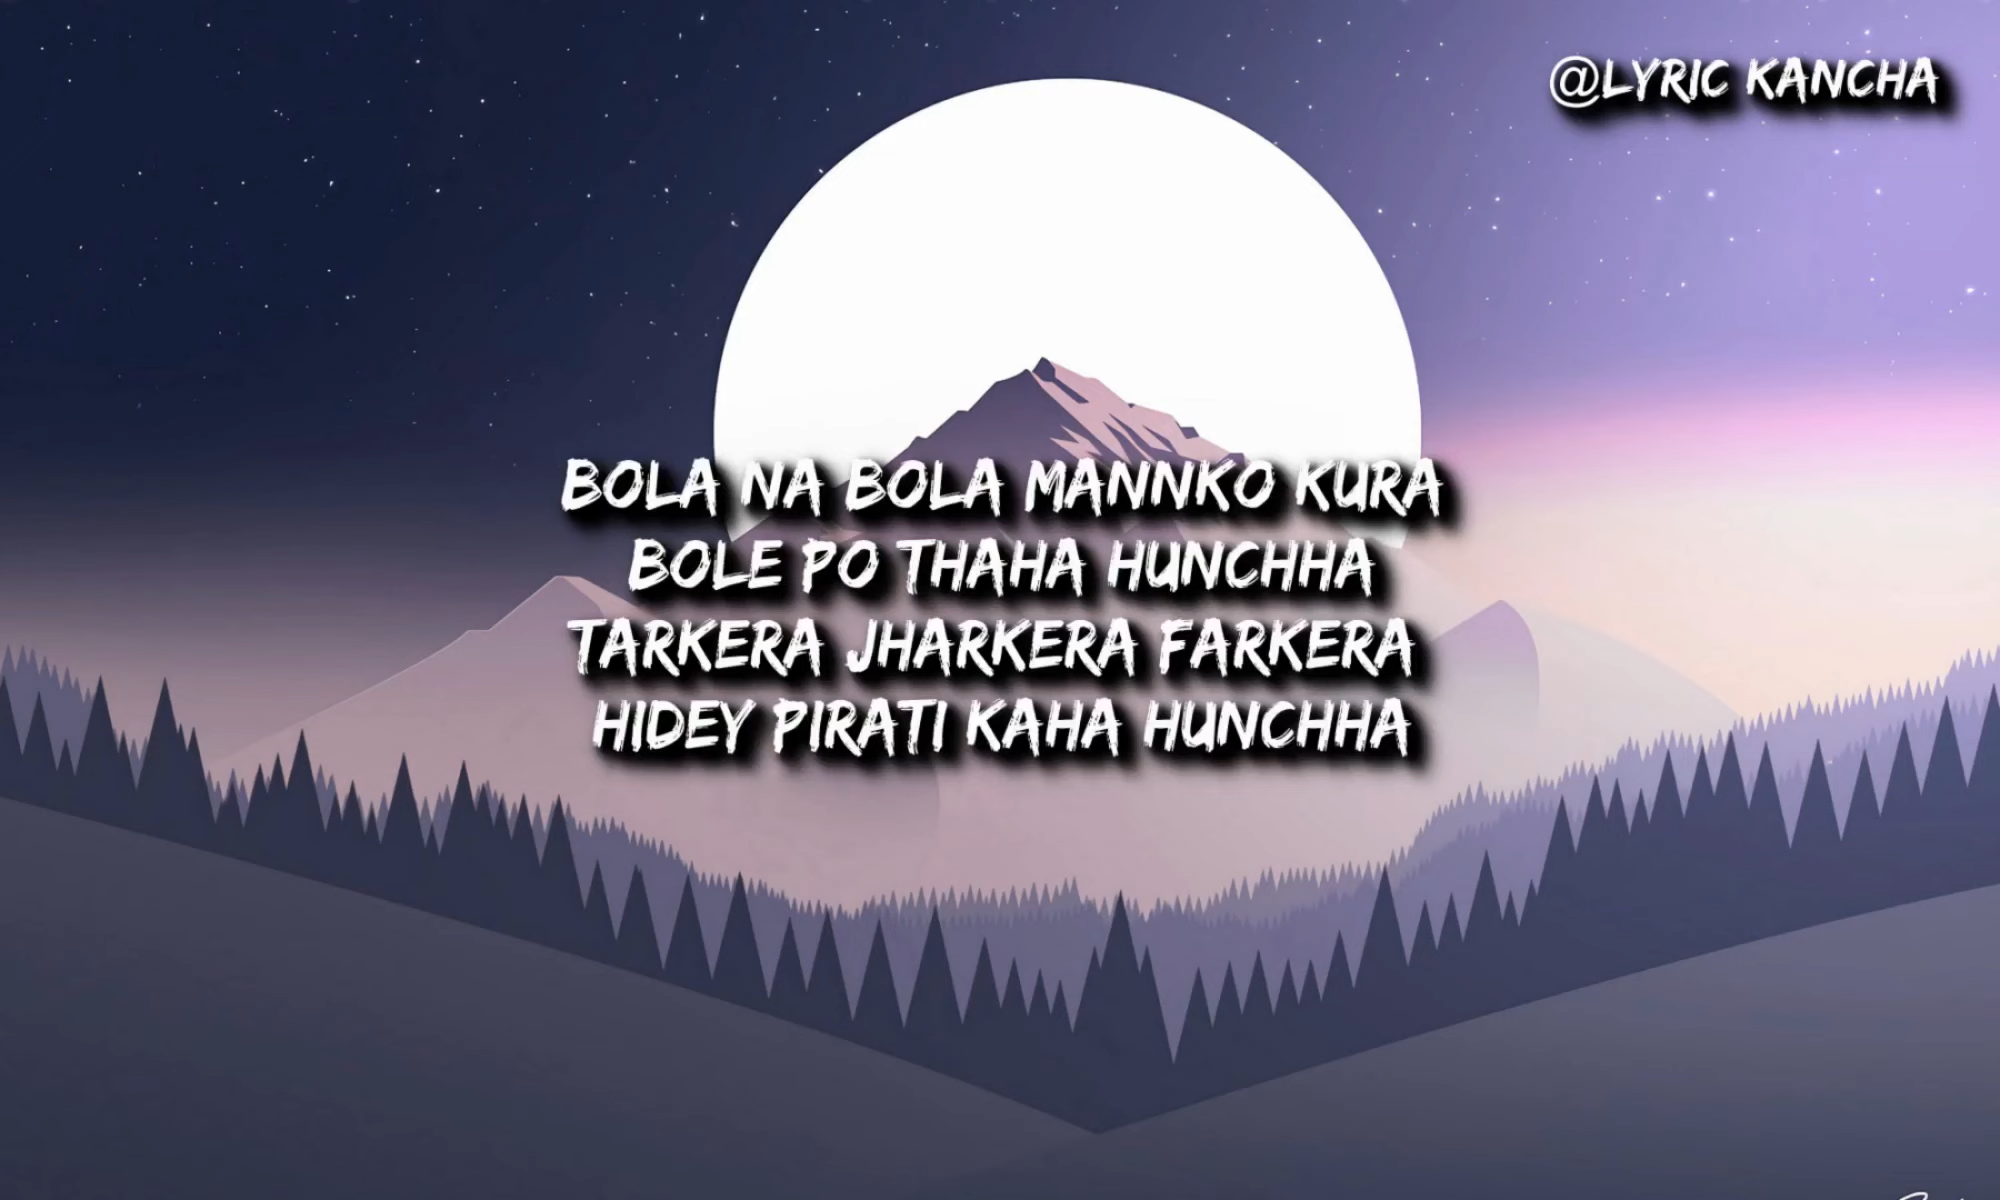 @LYRIC KANCHA
BOLA NA BOLA MANNKO KURA
BOLE PO THAHA HUNCHHA
TARKERA JHARKERA FARKERA
HIDEY PIRATI KAHA HUNCHHA